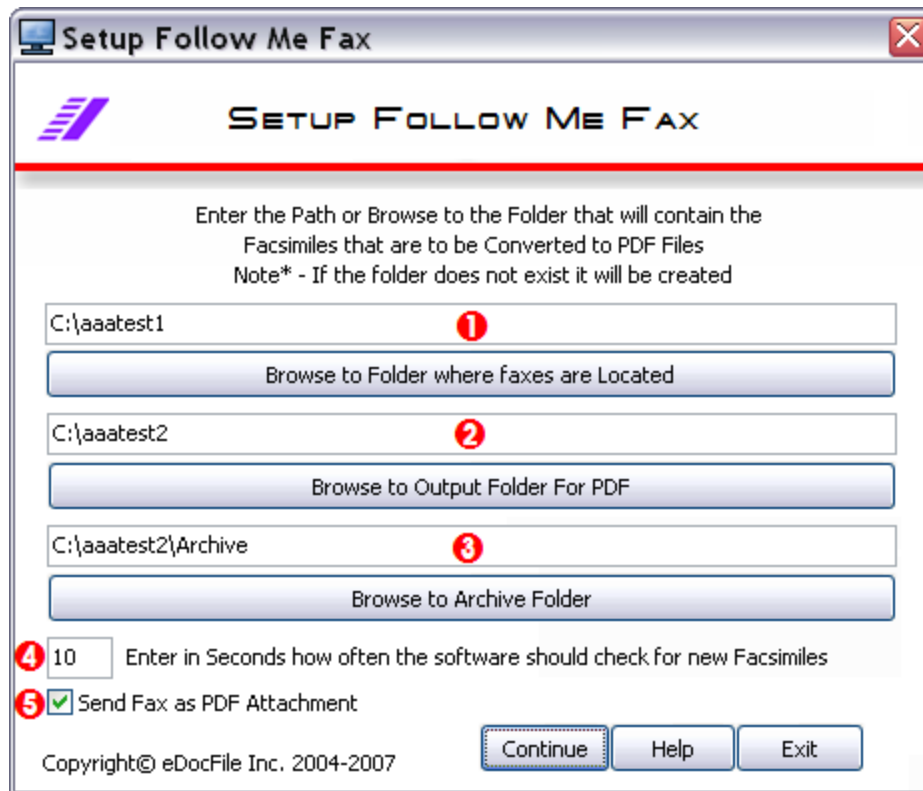 Setup Follow Me Fax
Setup Follow Me Fax
Enter the Path or Browse to the Folder that will contain the
Facsimiles that are to be Converted to PDF Files
Note* - If the folder does not exist it will be created
C:\aaatest1 1
Browse to Folder where faxes are Located
C:\aaatest2 2
Browse to Output Folder For PDF
C:\aaatest2\Archive 3
Browse to Archive Folder
4 10 Enter in Seconds how often the software should check for new Facsimiles
5 Send Fax as PDF Attachment
Copyright© eDocFile Inc. 2004-2007 Continue Help Exit